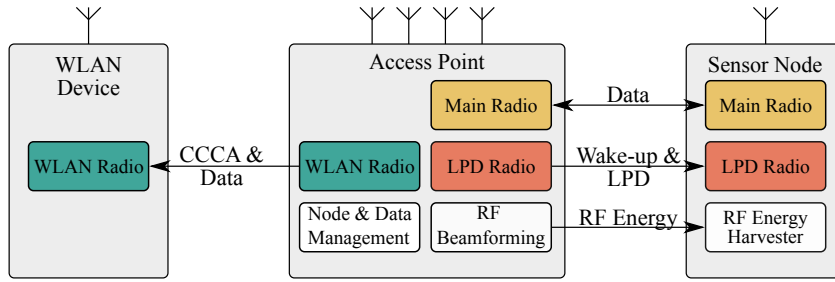 WLAN
Device
WLAN Radio
CCCA &
Data
Access Point
Main Radio
WLAN Radio
LPD Radio
Node & Data
Management
RF
Beamforming
Data
Wake-up &
LPD
RF Energy
Sensor Node
Main Radio
LPD Radio
RF Energy
Harvester